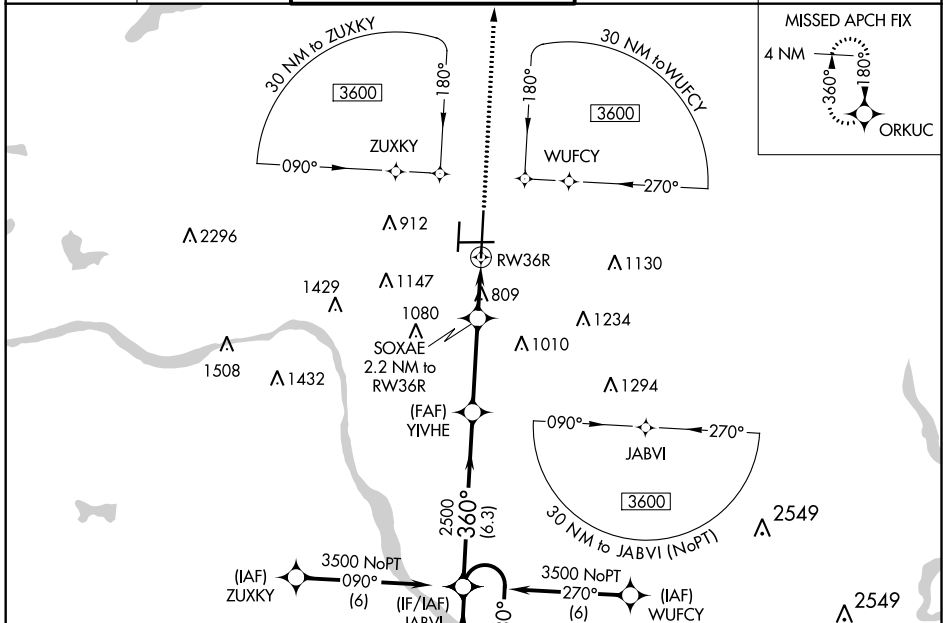 MISSED APCH FIX
4 NM
360°
180°
ORKUC
30 NM to ZUXKY
3600
180°
090°
ZUXKY
30 NM to WUFCY
3600
180°
WUFCY
270°
2296
912
RW36R
1130
1147
809
1429
1080
1234
SOXAE
2.2 NM to
RW36R
1010
1508
1432
1294
(FAF)
YIVHE
090°
270°
JABVI
3600
30 NM to JABVI (NoPT)
2500
360°
(6.3)
2549
(IAF)
ZUXKY
3500 NoPT
090°
(6)
(IF/IAF)
JABVI
3500 NoPT
270°
(6)
(IAF)
WUFCY
2549